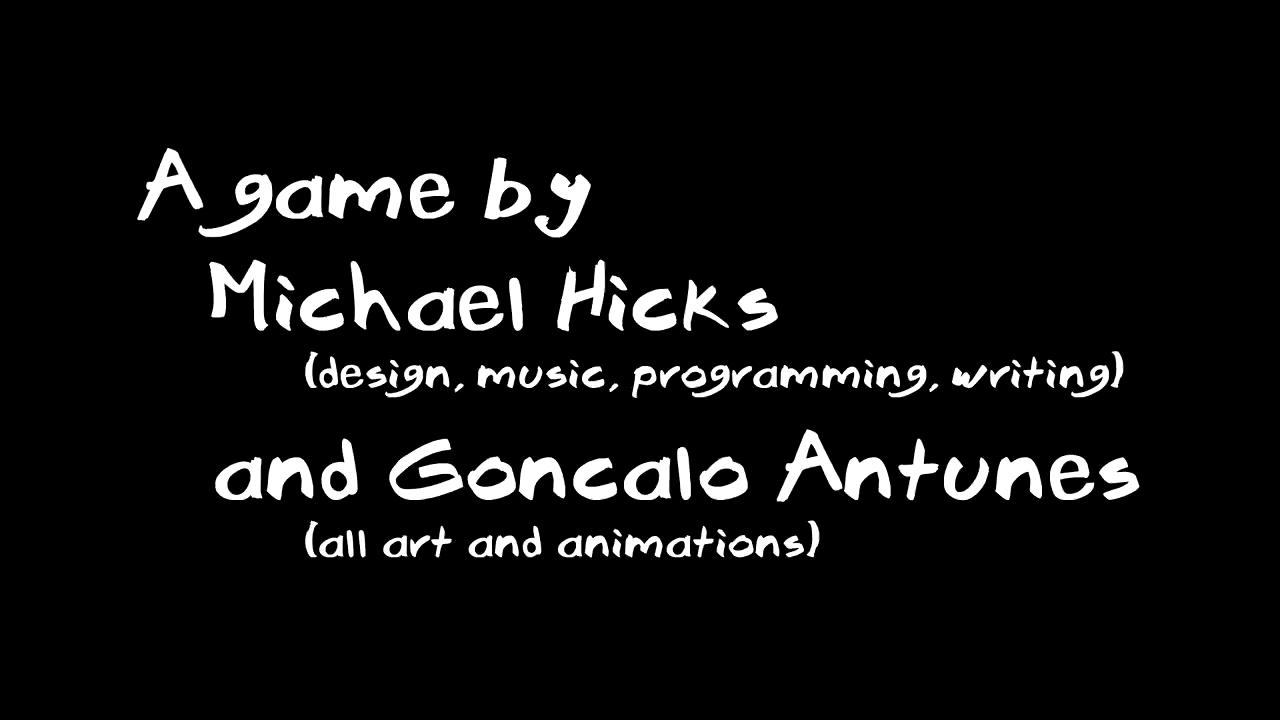 A game by
Michael Hicks
(design, music, programming, writing)
and Goncalo Antunes
(all art and animations)